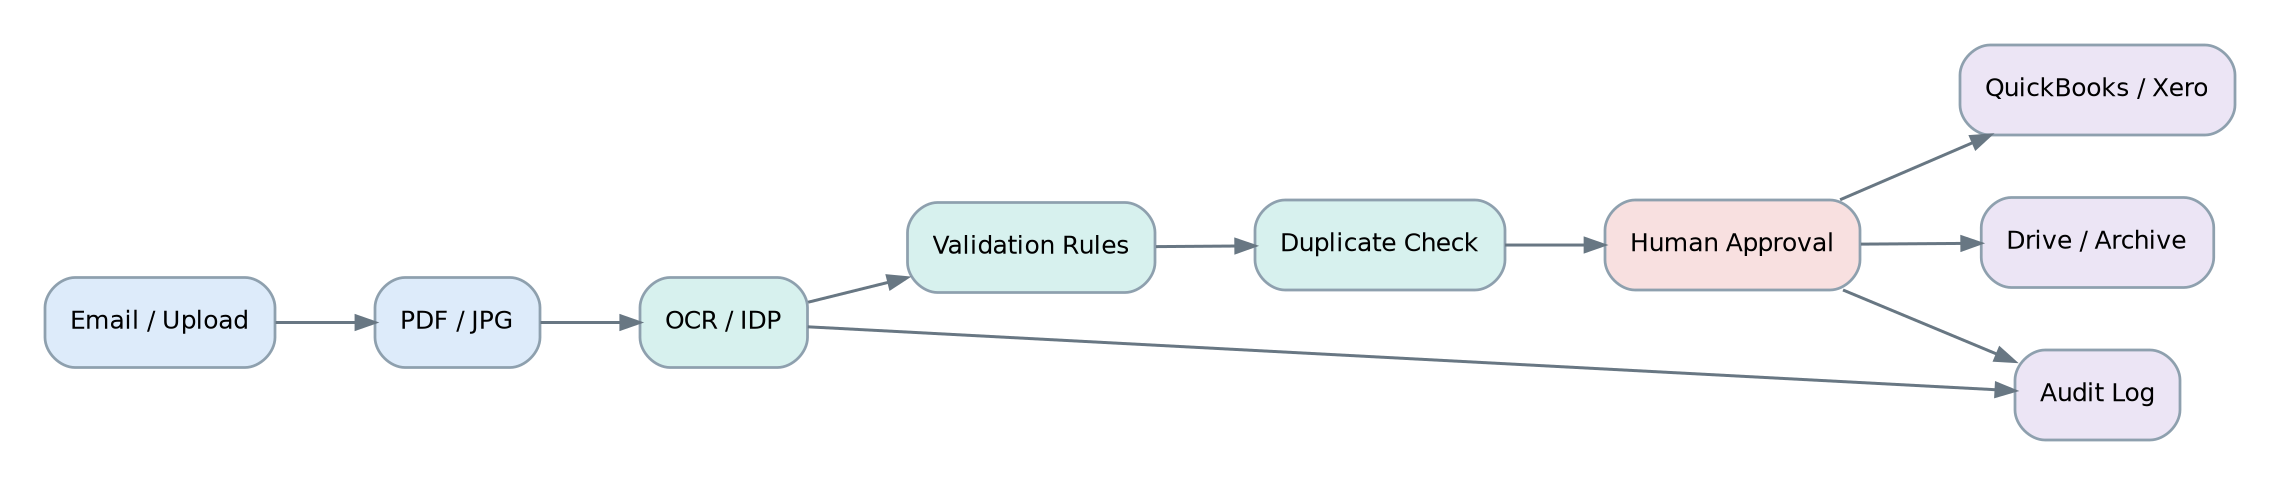 Email / Upload
PDF / JPG
OCR / IDP
Validation Rules
Duplicate Check
Human Approval
QuickBooks / Xero
Drive / Archive
Audit Log